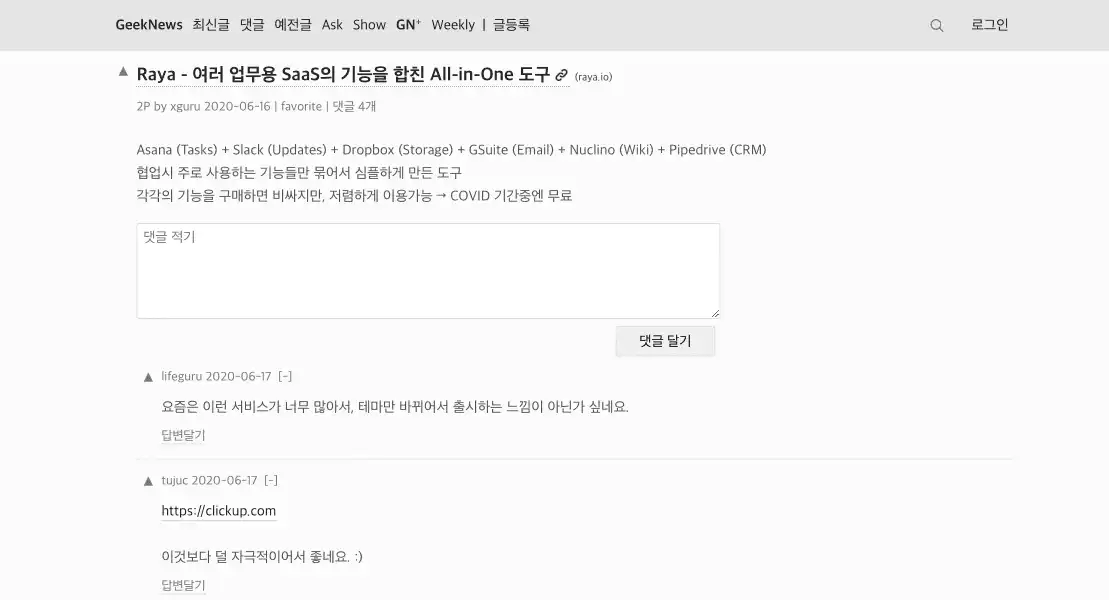 GeekNews 최신글 댓글 예전글 Ask Show GN+ Weekly | 글등록 로그인
▲ Raya - 여러 업무용 SaaS의 기능을 합친 All-in-One 도구 (raya.io)
2P by xguru 2020-06-16 | favorite | 댓글 4개
Asana (Tasks) + Slack (Updates) + Dropbox (Storage) + GSuite (Email) + Nuclino (Wiki) + Pipedrive (CRM)
협업시 주로 사용하는 기능들만 묶어서 심플하게 만든 도구
각각의 기능을 구매하면 비싸지만, 저렴하게 이용가능 → COVID 기간중엔 무료
댓글 적기
댓글 달기
▲ lifeguru 2020-06-17 [-]
요즘은 이런 서비스가 너무 많아서, 테마만 바뀌어서 출시하는 느낌이 아닌가 싶네요.
답변달기
▲ tujuc 2020-06-17 [-]
https://clickup.com
이것보다 덜 자극적이어서 좋네요. :)
답변달기